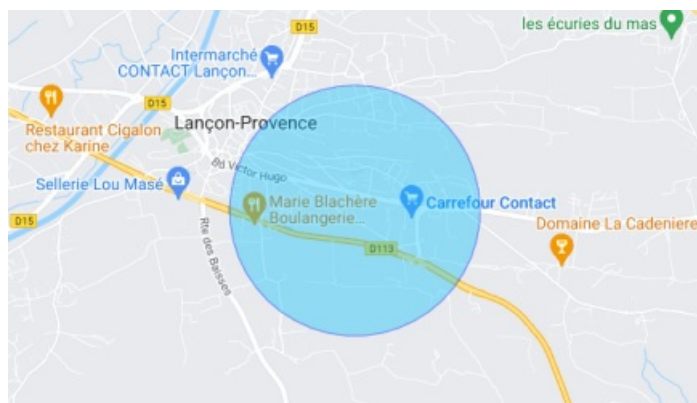 les écuries du mas
D15
Intermarché
CONTACT Lançon...
D15
Restaurant Cigalon
chez Karine
Lançon-Provence
Bd Victor Hugo
Sellerie Lou Masé
Marie Blachère
Boulangerie...
Carrefour Contact
D15
Rte des Baisses
Domaine La Cadeniere
D113